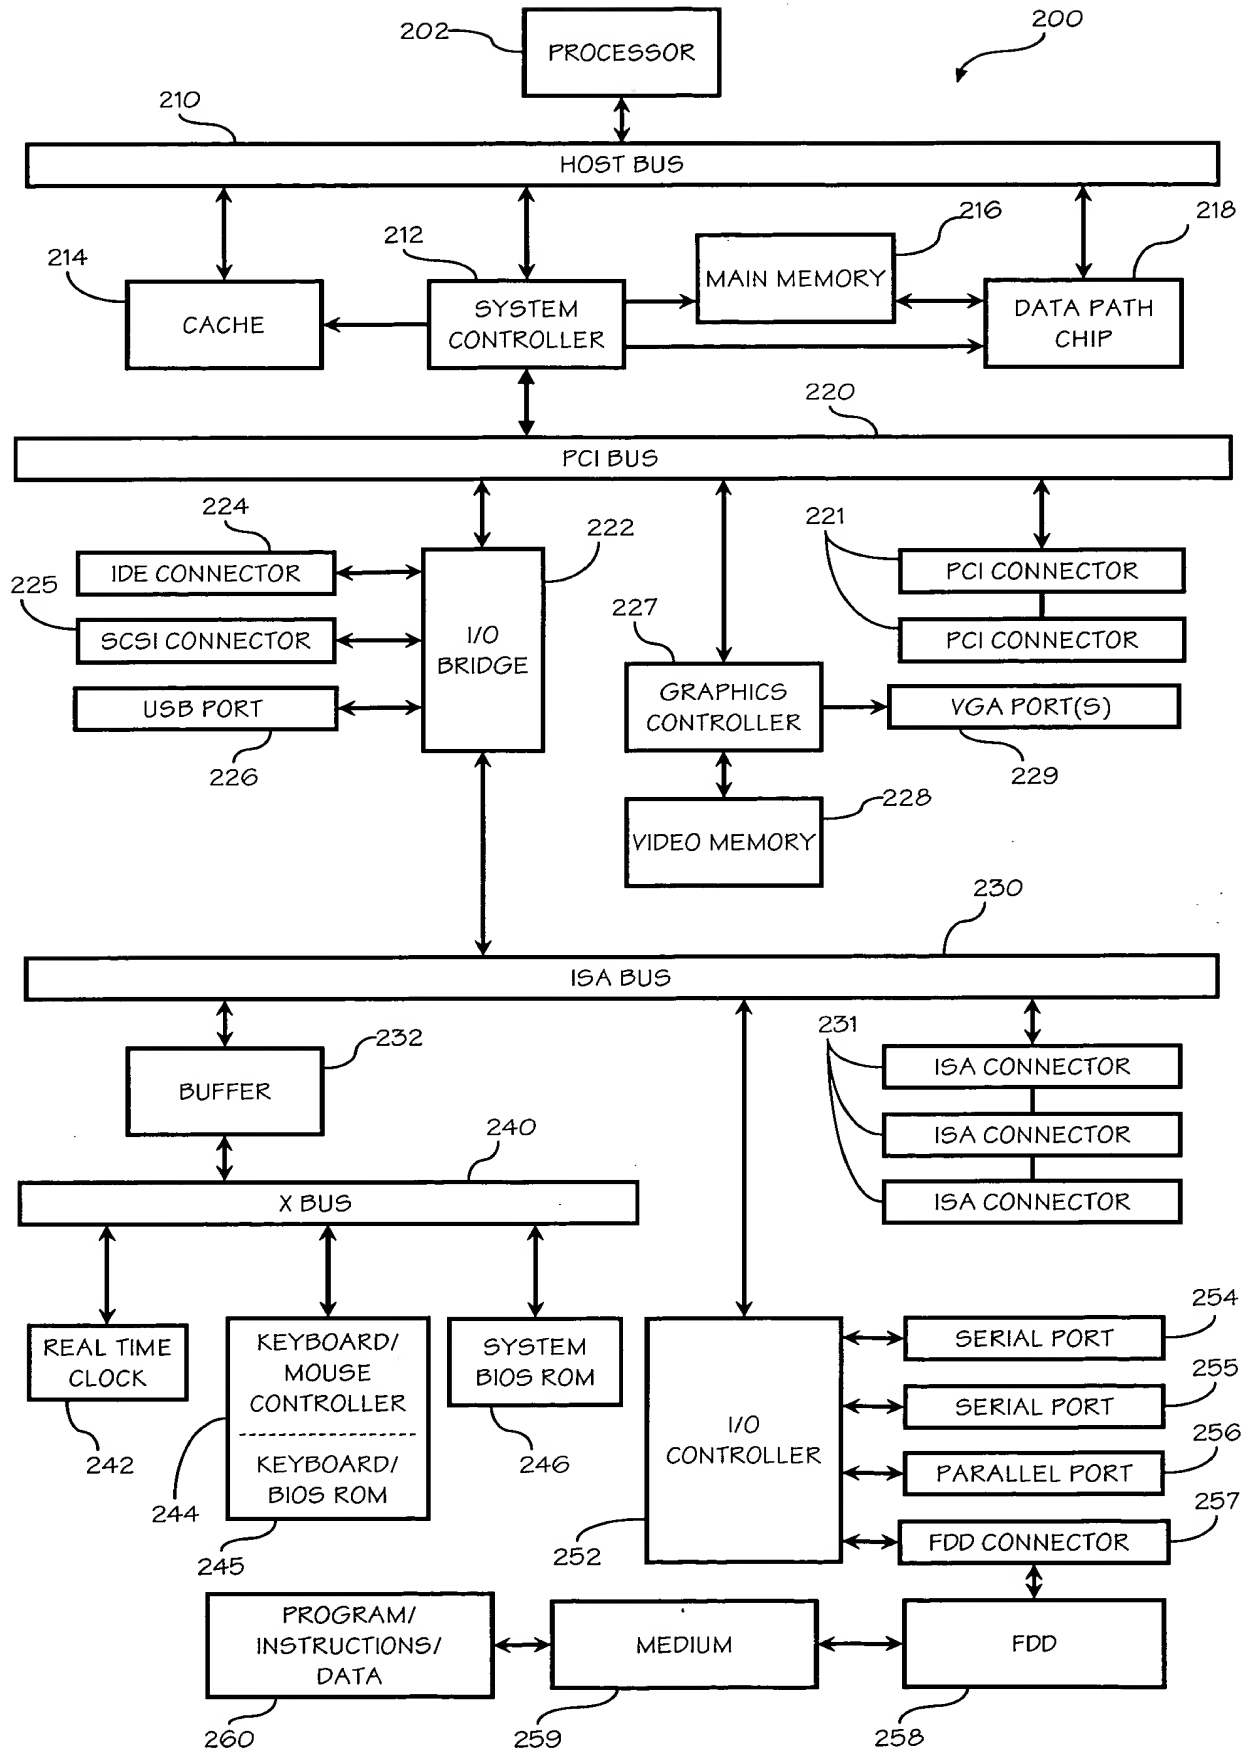 202
PROCESSOR
200
210
HOST BUS
214
212
216
218
CACHE
SYSTEM
CONTROLLER
MAIN MEMORY
DATA PATH
CHIP
220
PCI BUS
224
222
221
IDE CONNECTOR
PCI CONNECTOR
225
SCSI CONNECTOR
I/O
BRIDGE
227
PCI CONNECTOR
USB PORT
GRAPHICS
CONTROLLER
VGA PORT(S)
226
229
228
VIDEO MEMORY
230
ISA BUS
232
231
BUFFER
ISA CONNECTOR
ISA CONNECTOR
ISA CONNECTOR
240
X BUS
REAL TIME
CLOCK
242
KEYBOARD/
MOUSE
CONTROLLER
KEYBOARD/
BIOS ROM
244
245
SYSTEM
BIOS ROM
246
I/O
CONTROLLER
252
254
SERIAL PORT
255
SERIAL PORT
256
PARALLEL PORT
257
FDD CONNECTOR
PROGRAM/
INSTRUCTIONS/
DATA
MEDIUM
FDD
260
259
258